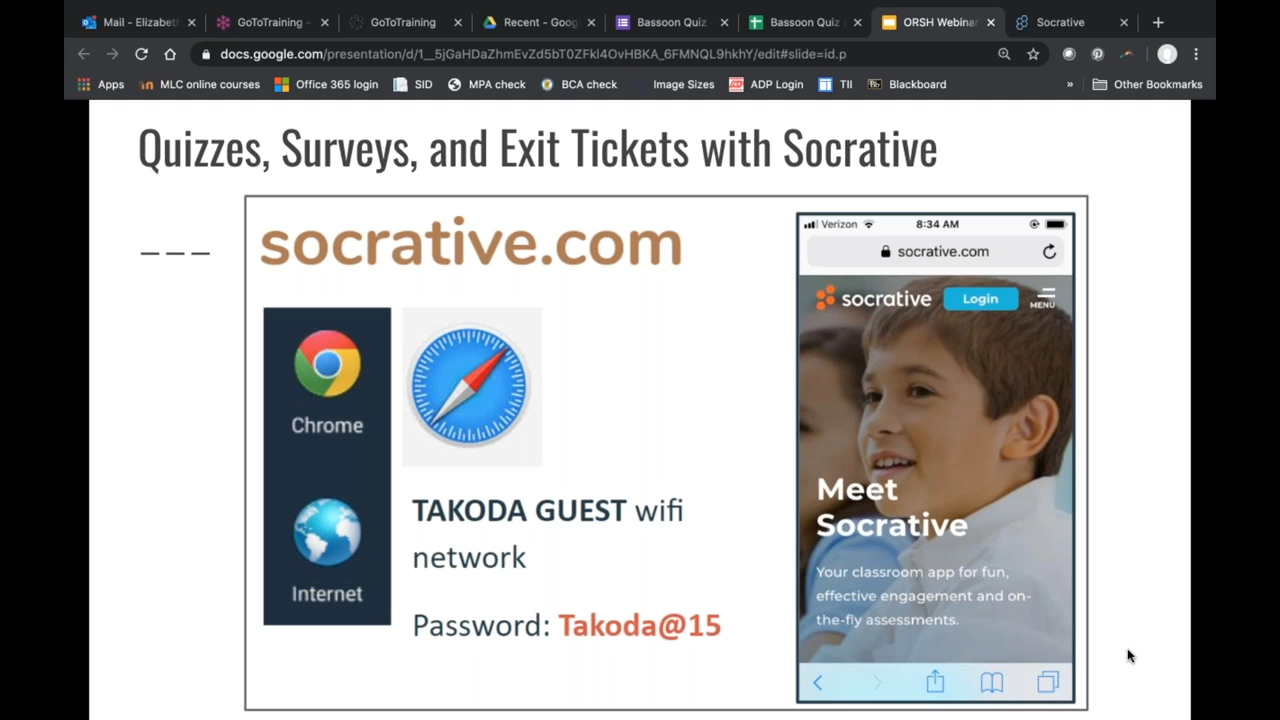 Mail - Elizabeth
GoToTraining -
GoToTraining
Recent - Goog
Bassoon Quiz
Bassoon Quiz
ORSH Webinar
Socrative
docs.google.com/presentation/d/1__5jGaHDaZhmEvZd5bT0ZFkl4OvHBKA_6FMNQL9hkhY/edit#slide=id.p
Apps
MLC online courses
Office 365 login
SID
MPA check
BCA check
Image Sizes
ADP Login
TII
Blackboard
»
Other Bookmarks
Quizzes, Surveys, and Exit Tickets with Socrative
socrative.com
Chrome
Internet
TAKODA GUEST wifi
network
Password: Takoda@15
Verizon
8:34 AM
socrative.com
socrative
Login
MENU
Meet
Socrative
Your classroom app for fun,
effective engagement and on-
the-fly assessments.